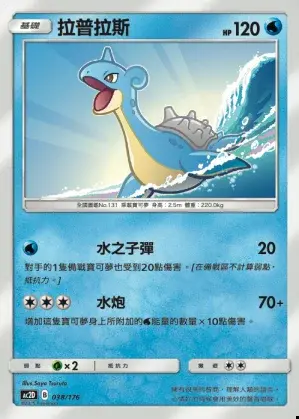 基礎 拉普拉斯 HP 120
全國圖鑑No.131 乘載寶可夢 身高：2.5m 體重：220.0kg
水之子彈 20
對手的1隻備戰寶可夢也受到20點傷害。[在備戰區不計算弱點、
抵抗力。]
水炮 70+
增加這隻寶可夢身上所附加的能量的數量×10點傷害。
弱點 ×2 抵抗力 撤退
Illus.Saya Tsuruta
AC2D B 038/176